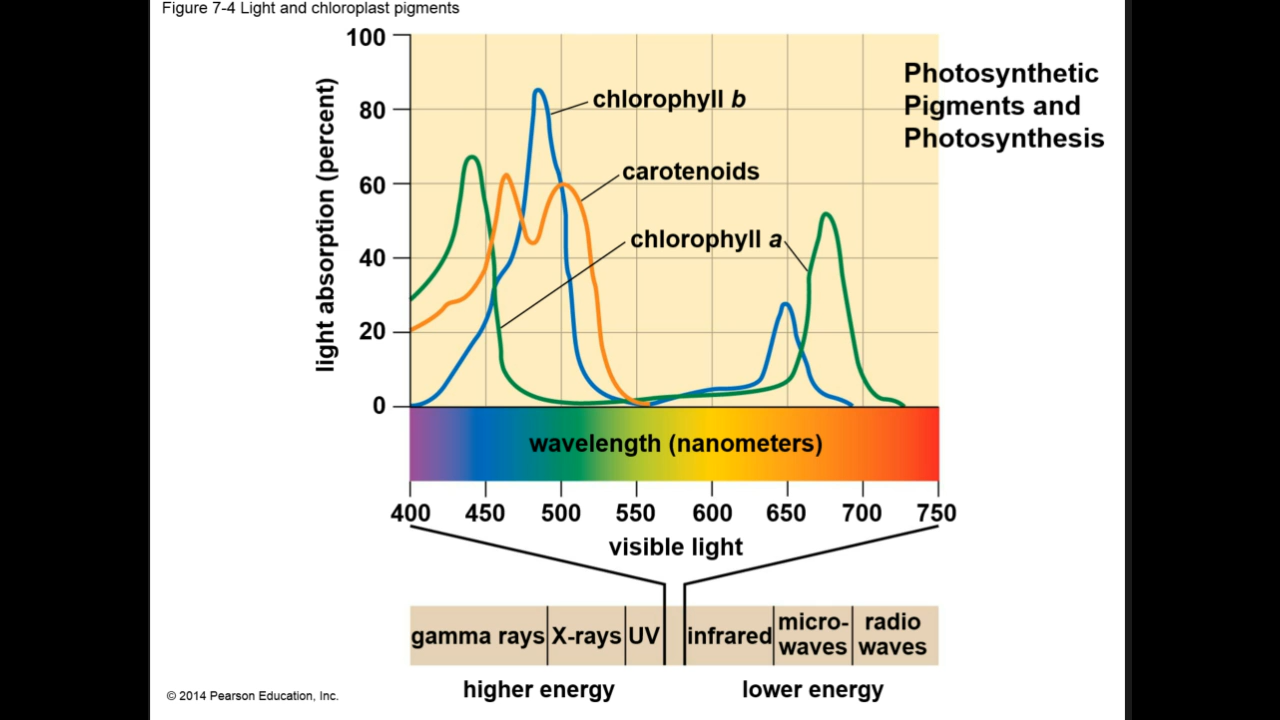 Figure 7-4 Light and chloroplast pigments
Photosynthetic
Pigments and
Photosynthesis
light absorption (percent)
100
80
60
40
20
0
chlorophyll b
carotenoids
chlorophyll a
wavelength (nanometers)
400 450 500 550 600 650 700 750
visible light
gamma rays X-rays UV infrared micro-waves radio waves
higher energy lower energy
© 2014 Pearson Education, Inc.